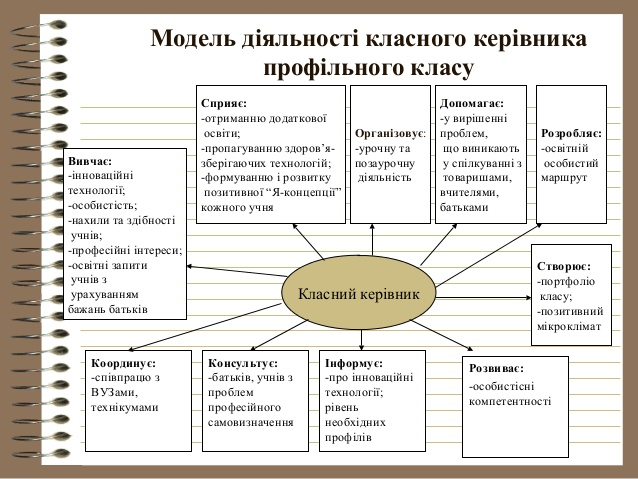 Модель діяльності класного керівника
профільного класу
Вивчає:
-інноваційні
технології;
-особистість;
-нахили та здібності
учнів;
-професійні інтереси;
-освітні запити
учнів з
урахуванням
бажань батьків
Сприяє:
-отриманню додаткової
освіти;
-пропагуванню здоров’я-
зберігаючих технологій;
-формуванню і розвитку
позитивної “Я-концепції”
кожного учня
Організовує:
-урочну та
позаурочну
діяльність
Допомагає:
-у вирішенні
проблем,
що виникають
у спілкуванні з
товаришами,
вчителями,
батьками
Розробляє:
-освітній
особистий
маршрут
Створює:
-портфоліо
класу;
-позитивний
мікроклімат
Класний керівник
Координує:
-співпрацю з
ВУЗами,
технікумами
Консультує:
-батьків, учнів з
проблем
професійного
самовизначення
Інформує:
-про інноваційні
технології;
рівень
необхідних
профілів
Розвиває:
-особистісні
компетентності